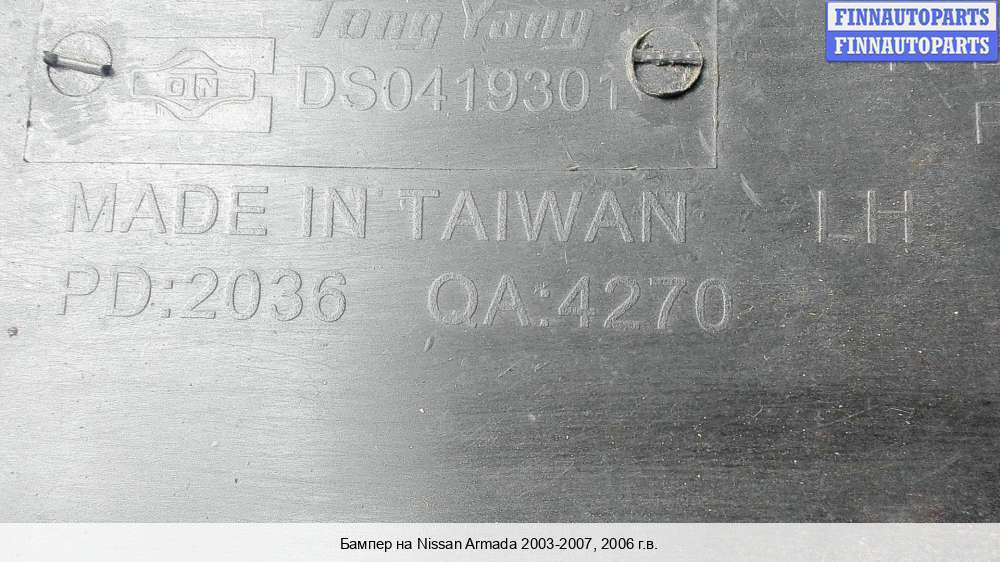 FINNAUTOPARTS
FINNAUTOPARTS
Tong Yang
ON
DS0419301
MADE IN TAIWAN LH
PD:2036 QA:4270
Бампер на Nissan Armada 2003-2007, 2006 г.в.